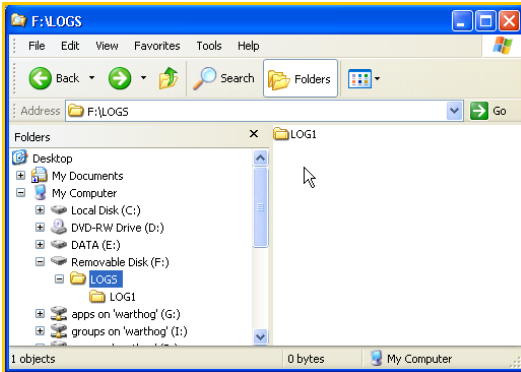 F:\LOGS
File Edit View Favorites Tools Help
Back Search Folders
Address F:\LOGS Go
Folders
Desktop
My Documents
My Computer
Local Disk (C:)
DVD-RW Drive (D:)
DATA (E:)
Removable Disk (F:)
LOGS
LOG1
apps on 'warthog' (G:)
groups on 'warthog' (I:)
LOG1
1 objects 0 bytes My Computer